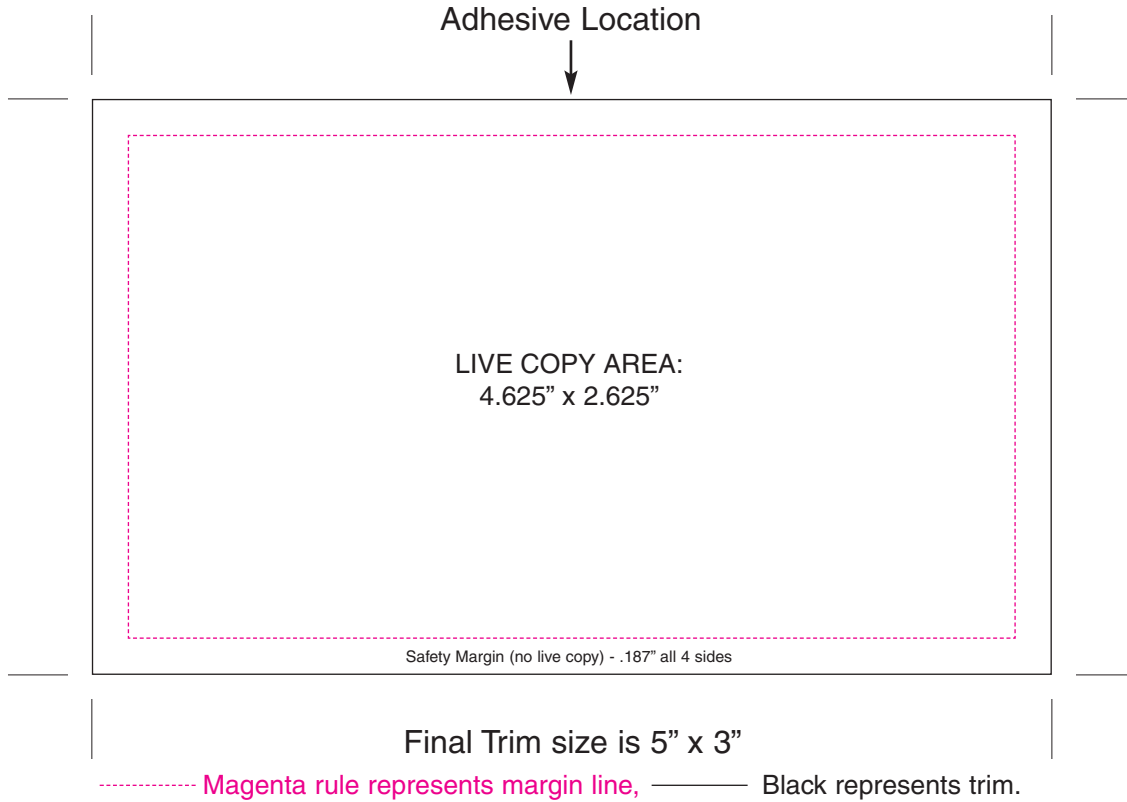 Adhesive Location
LIVE COPY AREA:
4.625” x 2.625”
Safety Margin (no live copy) - .187” all 4 sides
Final Trim size is 5” x 3”
Magenta rule represents margin line, Black represents trim.